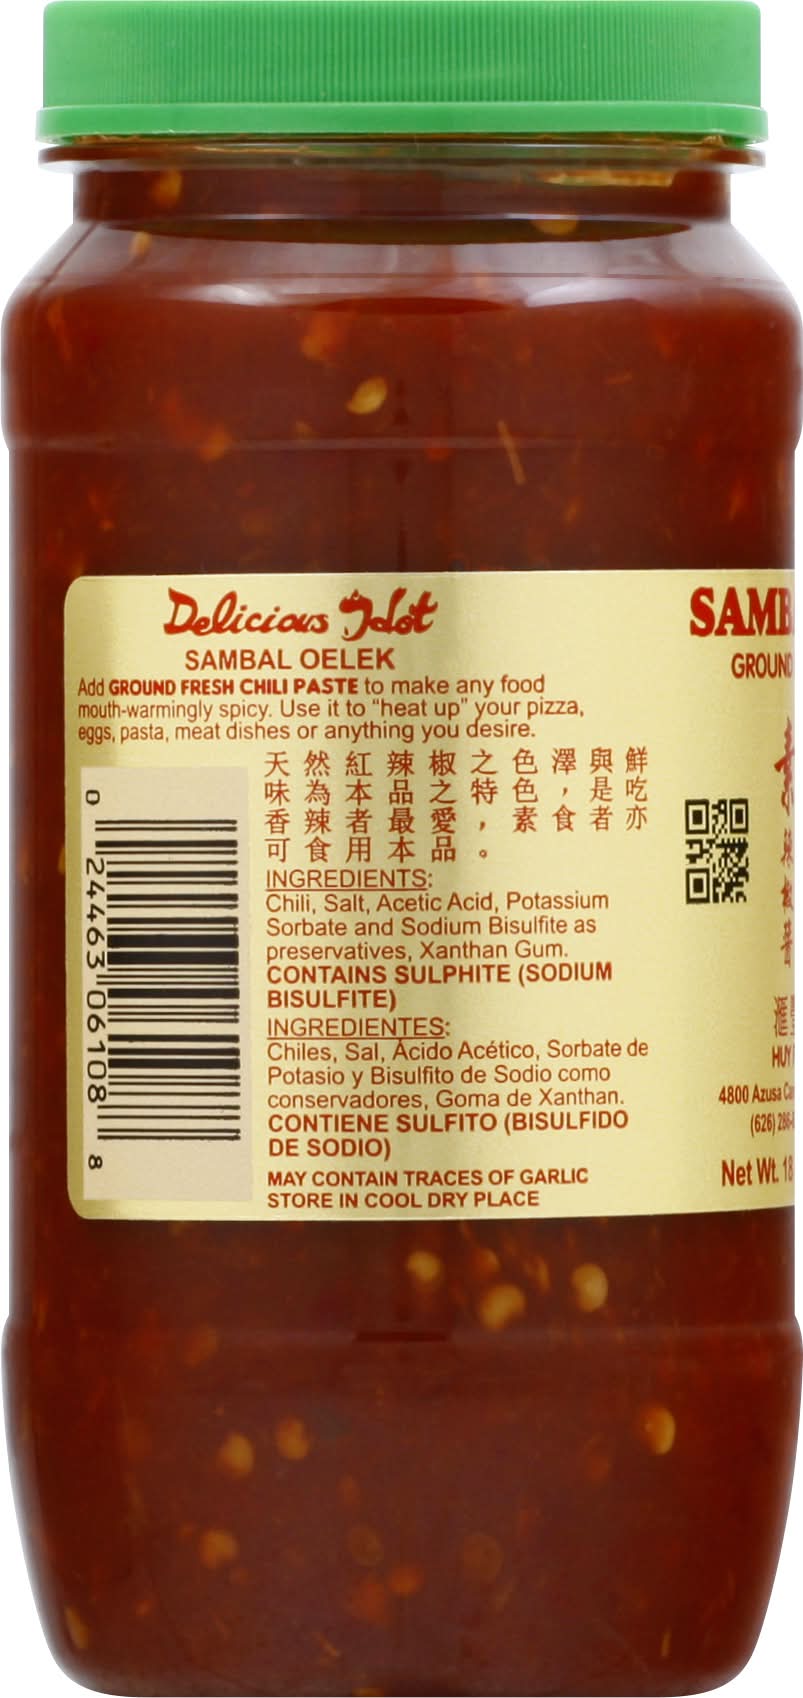 Delicious Hot
SAMBAL OELEK
Add GROUND FRESH CHILI PASTE to make any food
mouth-warmingly spicy. Use it to "heat up" your pizza,
eggs, pasta, meat dishes or anything you desire.
天然紅辣椒之色澤與鮮
味為本品之特色，是吃
香辣者最愛，素食者亦
可食用本品。
INGREDIENTS:
Chili, Salt, Acetic Acid, Potassium
Sorbate and Sodium Bisulfite as
preservatives, Xanthan Gum.
CONTAINS SULPHITE (SODIUM
BISULFITE)
INGREDIENTES:
Chiles, Sal, Ácido Acético, Sorbate de
Potasio y Bisulfito de Sodio como
conservadores, Goma de Xanthan.
CONTIENE SULFITO (BISULFIDO
DE SODIO)
MAY CONTAIN TRACES OF GARLIC
STORE IN COOL DRY PLACE
0 24463 06108 8
SAMB
GROUND
辣椒醬
HUY
4800 Azusa
(626) 286-
Net Wt. 18